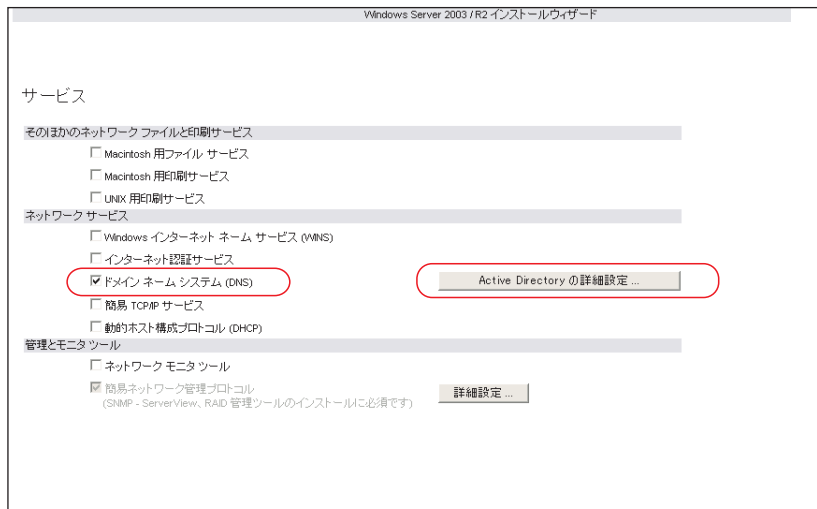 Windows Server 2003 / R2 インストールウィザード
サービス
そのほかのネットワーク ファイルと印刷サービス
Macintosh 用ファイル サービス
Macintosh 用印刷サービス
UNIX 用印刷サービス
ネットワーク サービス
Windows インターネット ネーム サービス (WINS)
インターネット認証サービス
ドメイン ネーム システム (DNS)
Active Directory の詳細設定 ...
簡易 TCP/IP サービス
動的ホスト構成プロトコル (DHCP)
管理とモニタ ツール
ネットワーク モニタ ツール
簡易ネットワーク管理プロトコル
(SNMP - ServerView、RAID 管理ツールのインストールに必須です)
詳細設定 ...